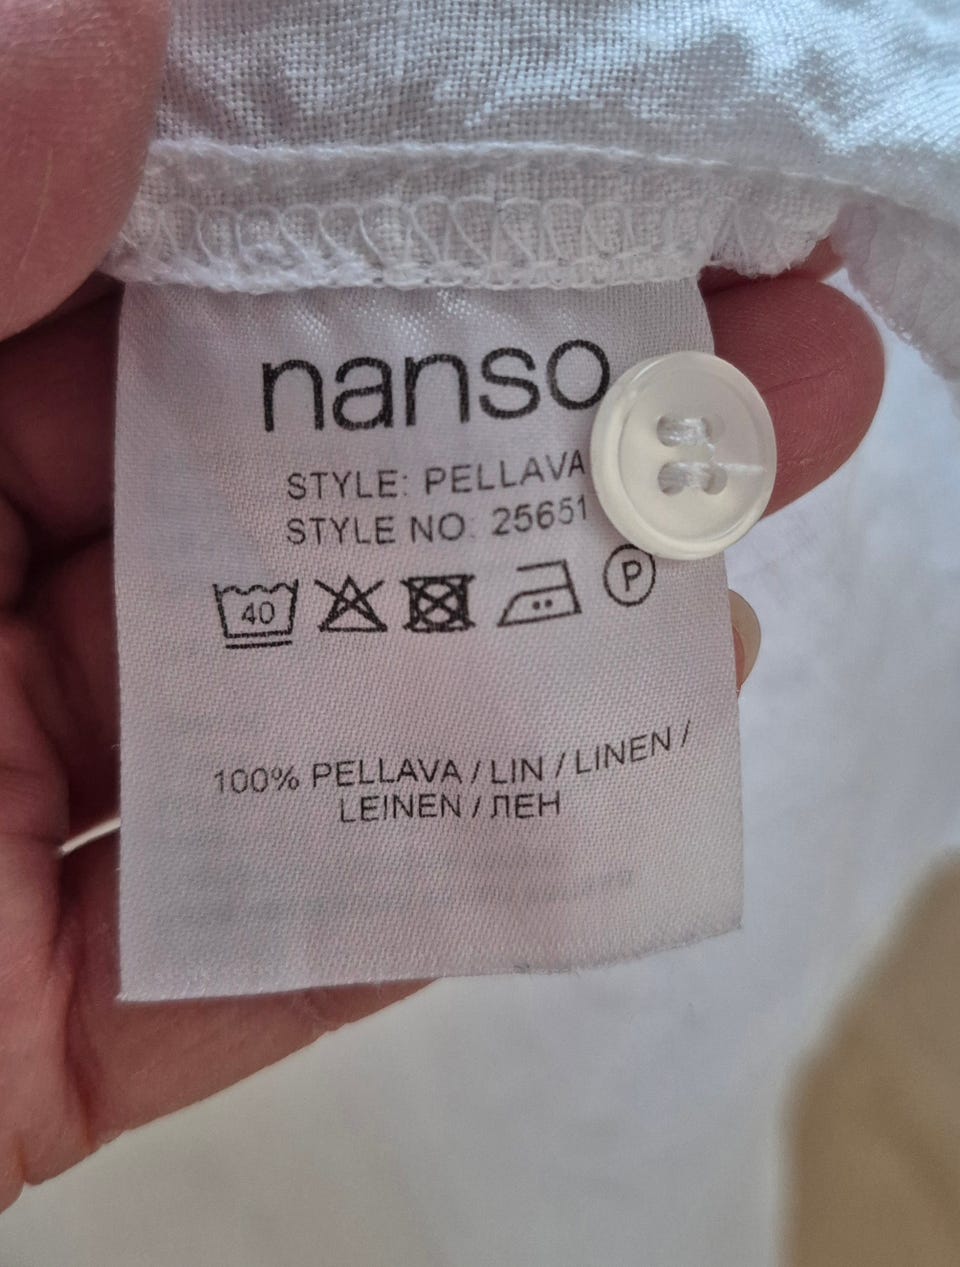 nanso
STYLE: PELLAVA
STYLE NO: 25651
40 P
100% PELLAVA / LIN / LINEN /
LEINEN / ЛЕН